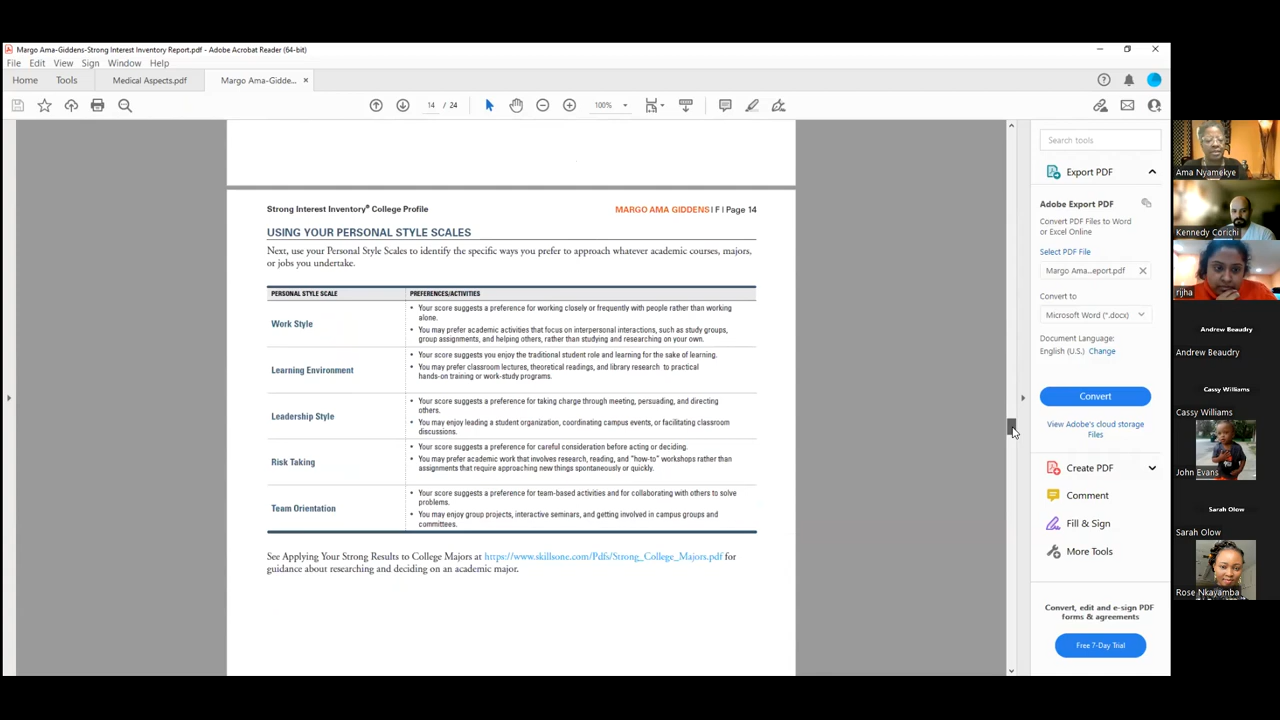 Margo Ama-Giddens-Strong Interest Inventory Report.pdf - Adobe Acrobat Reader (64-bit)
File Edit View Sign Window Help
Home Tools Medical Aspects.pdf Margo Ama-Gidde... ×
14 / 24 100%
Strong Interest Inventory® College Profile MARGO AMA GIDDENS I F I Page 14
USING YOUR PERSONAL STYLE SCALES
Next, use your Personal Style Scales to identify the specific ways you prefer to approach whatever academic courses, majors,
or jobs you undertake.
PERSONAL STYLE SCALE PREFERENCES/ACTIVITIES
Work Style
• Your score suggests a preference for working closely or frequently with people rather than working
alone.
• You may prefer academic activities that focus on interpersonal interactions, such as study groups,
group assignments, and helping others, rather than studying and researching on your own.
Learning Environment
• Your score suggests you enjoy the traditional student role and learning for the sake of learning.
• You may prefer classroom lectures, theoretical readings, and library research to practical
hands-on training or work-study programs.
Leadership Style
• Your score suggests a preference for taking charge through meeting, persuading, and directing
others.
• You may enjoy leading a student organization, coordinating campus events, or facilitating classroom
discussions.
Risk Taking
• Your score suggests a preference for careful consideration before acting or deciding.
• You may prefer academic work that involves research, reading, and "how-to" workshops rather than
assignments that require approaching new things spontaneously or quickly.
Team Orientation
• Your score suggests a preference for team-based activities and for collaborating with others to solve
problems.
• You may enjoy group projects, interactive seminars, and getting involved in campus groups and
committees.
See Applying Your Strong Results to College Majors at https://www.skillsone.com/Pdfs/Strong_College_Majors.pdf for
guidance about researching and deciding on an academic major.
Search tools
Export PDF
Adobe Export PDF
Convert PDF Files to Word
or Excel Online
Select PDF File
Margo Ama...eport.pdf ×
Convert to
Microsoft Word (*.docx)
Document Language:
English (U.S.) Change
Convert
View Adobe's cloud storage
Files
Create PDF
Comment
Fill & Sign
More Tools
Convert, edit and e-sign PDF
forms & agreements
Free 7-Day Trial
Ama Nyamekye
Kennedy Corichi
rijha
Andrew Beaudry
Andrew Beaudry
Cassy Williams
Cassy Williams
John Evans
Sarah Olow
Sarah Olow
Rose Nkayamba